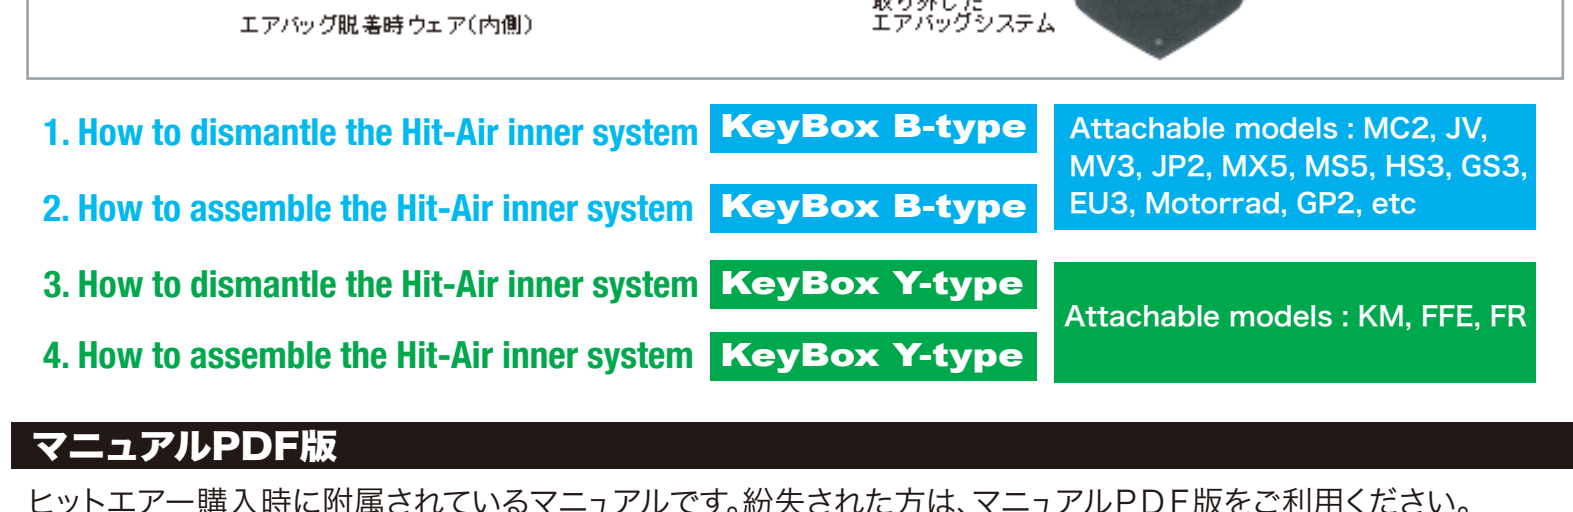 取り外した
エアバッグ脱着時ウェア(内側)
エアバッグシステム
1. How to dismantle the Hit-Air inner system KeyBox B-type
Attachable models : MC2, JV,
MV3, JP2, MX5, MS5, HS3, GS3,
EU3, Motorrad, GP2, etc
2. How to assemble the Hit-Air inner system KeyBox B-type
3. How to dismantle the Hit-Air inner system KeyBox Y-type
Attachable models : KM, FFE, FR
4. How to assemble the Hit-Air inner system KeyBox Y-type
マニュアルPDF版
ヒットエアー購入時に附属されているマニュアルです。紛失された方は、マニュアルPDF版をご利用ください。